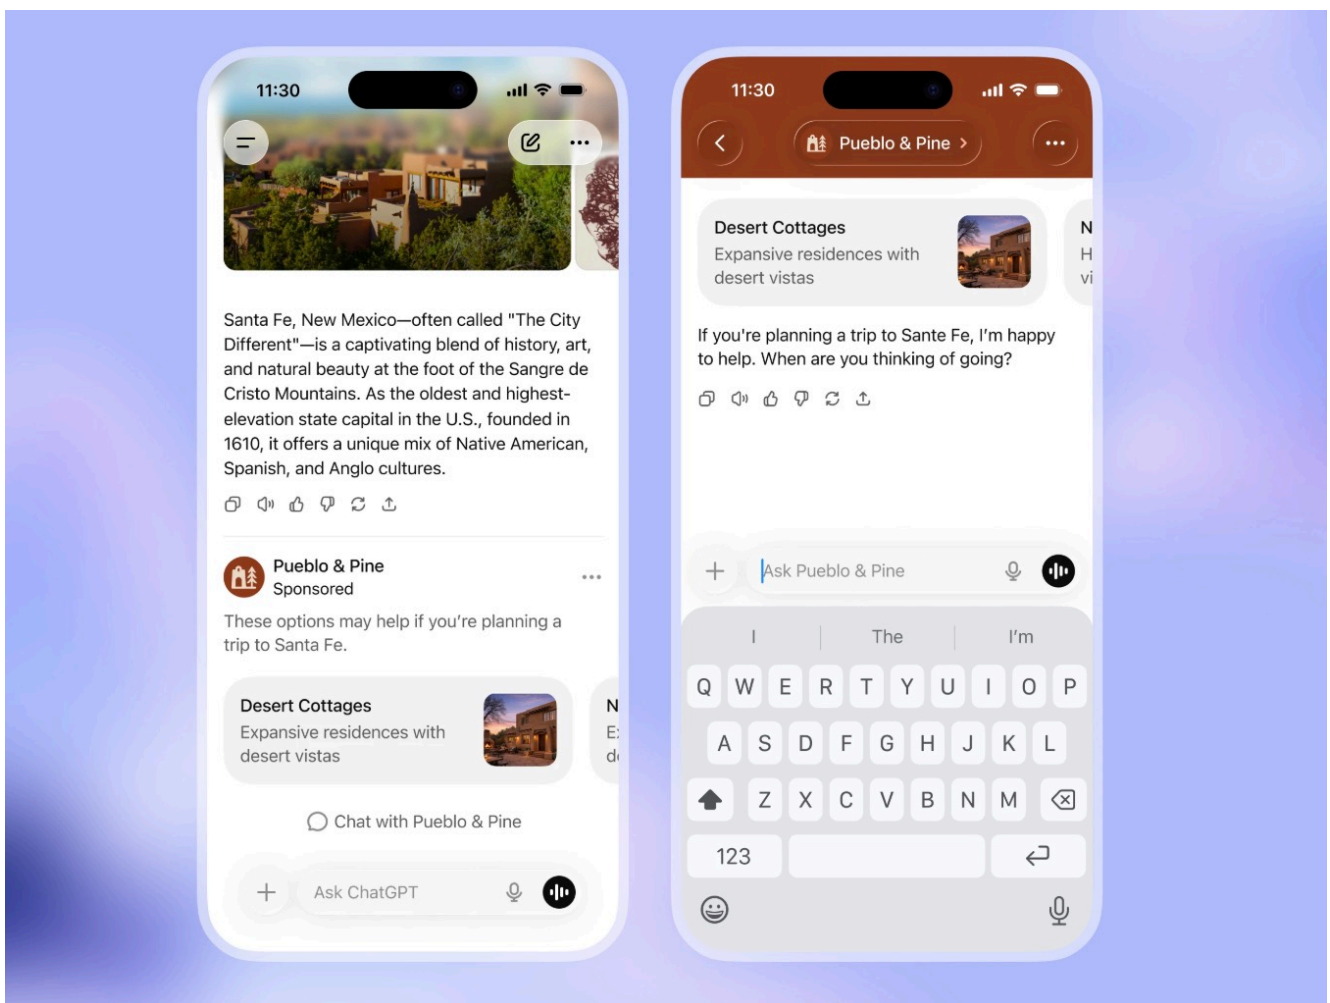 11:30
Santa Fe, New Mexico—often called "The City
Different"—is a captivating blend of history, art,
and natural beauty at the foot of the Sangre de
Cristo Mountains. As the oldest and highest-
elevation state capital in the U.S., founded in
1610, it offers a unique mix of Native American,
Spanish, and Anglo cultures.
Pueblo & Pine
Sponsored
These options may help if you're planning a
trip to Santa Fe.
Desert Cottages
Expansive residences with
desert vistas
N
E
d
Chat with Pueblo & Pine
Ask ChatGPT
11:30
Pueblo & Pine
Desert Cottages
Expansive residences with
desert vistas
N
H
vi
If you're planning a trip to Sante Fe, I'm happy
to help. When are you thinking of going?
Ask Pueblo & Pine
I The I'm
Q W E R T Y U I O P
A S D F G H J K L
Z X C V B N M
123